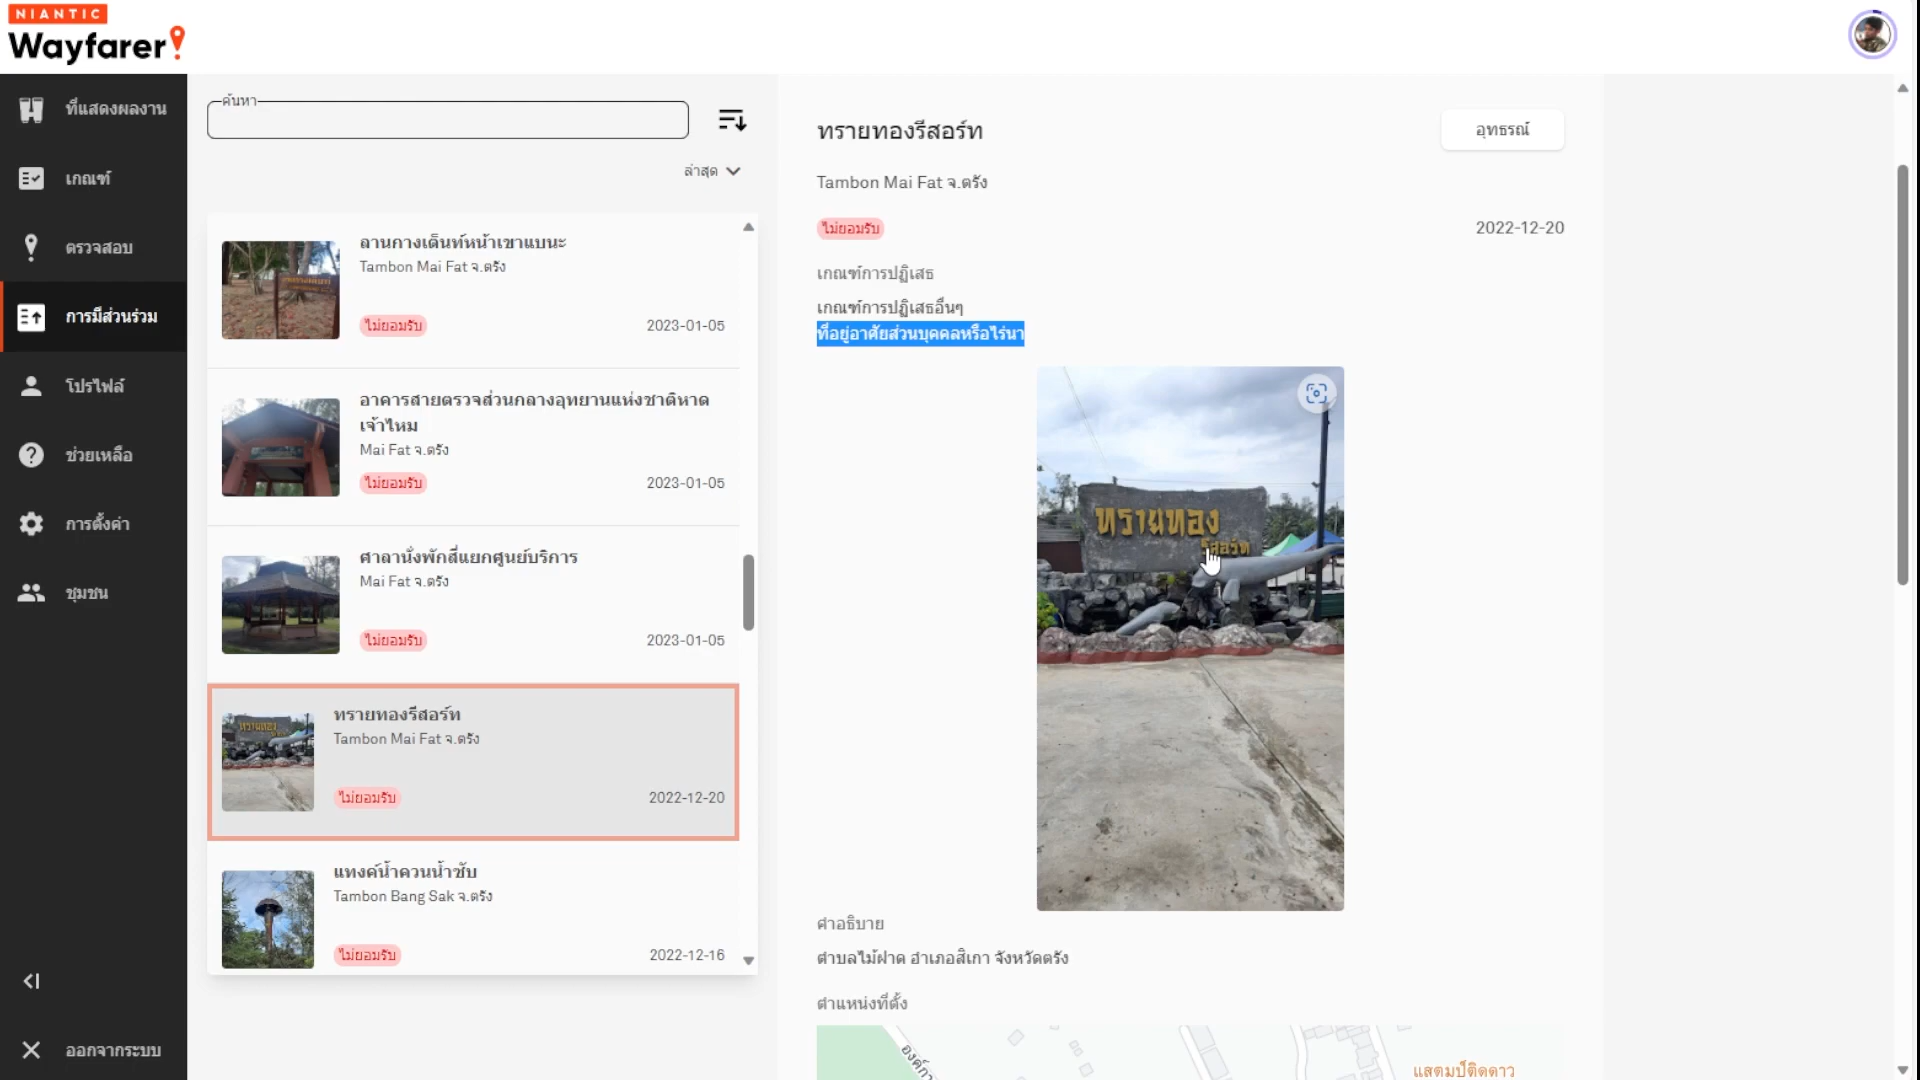 NIANTIC
Wayfarer
ที่แสดงผลงาน
เกณฑ์
ตรวจสอบ
การมีส่วนร่วม
โปรไฟล์
ช่วยเหลือ
การตั้งค่า
ชุมชน
ออกจากระบบ
ค้นหา
ล่าสุด
ลานกางเต็นท์หน้าเขาแบนะ
Tambon Mai Fat จ.ตรัง
ไม่ยอมรับ
2023-01-05
อาคารสายตรวจส่วนกลางอุทยานแห่งชาติหาด
เจ้าไหม
Mai Fat จ.ตรัง
ไม่ยอมรับ
2023-01-05
ศาลานั่งพักสี่แยกศูนย์บริการ
Mai Fat จ.ตรัง
ไม่ยอมรับ
2023-01-05
ทรายทองรีสอร์ท
Tambon Mai Fat จ.ตรัง
ไม่ยอมรับ
2022-12-20
แทงค์น้ำควนน้ำซับ
Tambon Bang Sak จ.ตรัง
ไม่ยอมรับ
2022-12-16
ทรายทองรีสอร์ท
อุทธรณ์
Tambon Mai Fat จ.ตรัง
ไม่ยอมรับ
2022-12-20
เกณฑ์การปฏิเสธ
เกณฑ์การปฏิเสธอื่นๆ
ที่อยู่อาศัยส่วนบุคคลหรือไร่นา
ทรายทอง
รีสอร์ท
คำอธิบาย
ตำบลไม้ฝาด อำเภอสิเกา จังหวัดตรัง
ตำแหน่งที่ตั้ง
แสตมป์ติดดาว